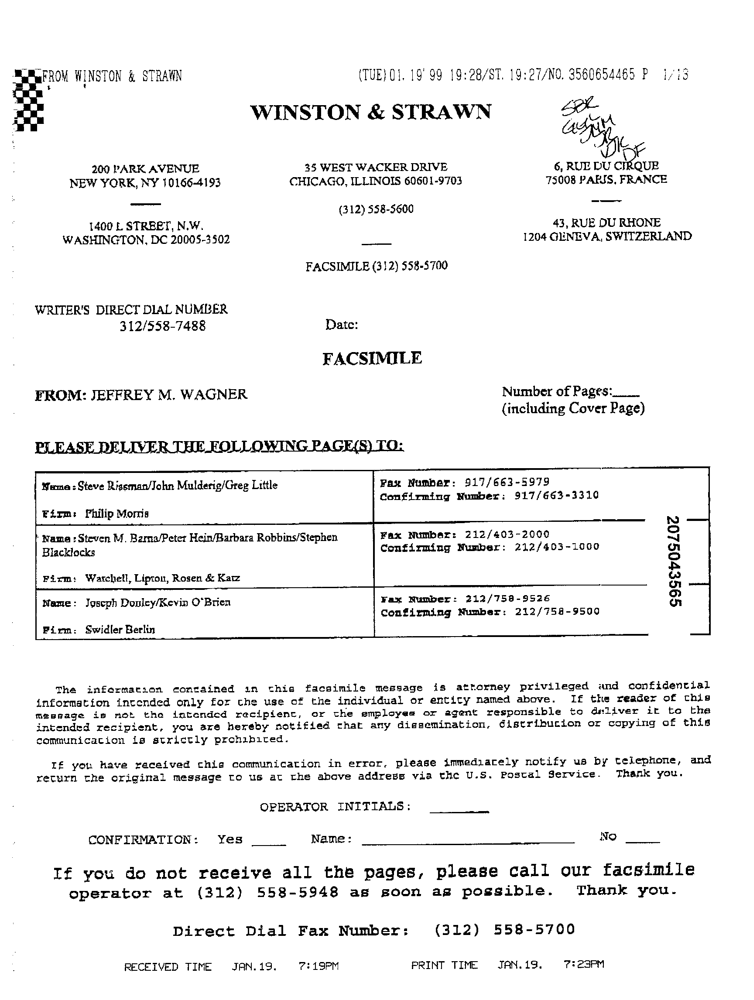 FROM WINSTON & STRAWN (TUE)01. 19' 99 19:28/ST. 19:27/NO. 3560654465 P 1/13
WINSTON & STRAWN
200 PARK AVENUE
NEW YORK, NY 10166-4193
1400 L STREET, N.W.
WASHINGTON, DC 20005-3502
35 WEST WACKER DRIVE
CHICAGO, ILLINOIS 60601-9703
(312) 558-5600
FACSIMILE (312) 558-5700
6, RUE DU CIRQUE
75008 PARIS, FRANCE
43, RUE DU RHONE
1204 GENEVA, SWITZERLAND
WRITER'S DIRECT DIAL NUMBER
312/558-7488
Date:
FACSIMILE
FROM: JEFFREY M. WAGNER
Number of Pages:____
(including Cover Page)
PLEASE DELIVER THE FOLLOWING PAGE(S) TO:
Name: Steve Rissman/John Mulderig/Greg Little
Firm: Philip Morris
Fax Number: 917/663-5979
Confirming Number: 917/663-3310
Name: Steven M. Barna/Peter Hein/Barbara Robbins/Stephen
Blacklocks
Firm: Watchell, Lipton, Rosen & Katz
Fax Number: 212/403-2000
Confirming Number: 212/403-1000
Name: Joseph Donley/Kevin O'Brien
Firm: Swidler Berlin
Fax Number: 212/758-9526
Confirming Number: 212/758-9500
2075043565
The information contained in this facsimile message is attorney privileged and confidential
information intended only for the use of the individual or entity named above. If the reader of this
message is not the intended recipient, or the employee or agent responsible to deliver it to the
intended recipient, you are hereby notified that any dissemination, distribution or copying of this
communication is strictly prohibited.
If you have received this communication in error, please immediately notify us by telephone, and
return the original message to us at the above address via the U.S. Postal Service. Thank you.
OPERATOR INITIALS: _______
CONFIRMATION: Yes ____ Name: _________________________ No ____
If you do not receive all the pages, please call our facsimile
operator at (312) 558-5948 as soon as possible. Thank you.
Direct Dial Fax Number: (312) 558-5700
RECEIVED TIME JAN.19. 7:19PM PRINT TIME JAN.19. 7:23PM